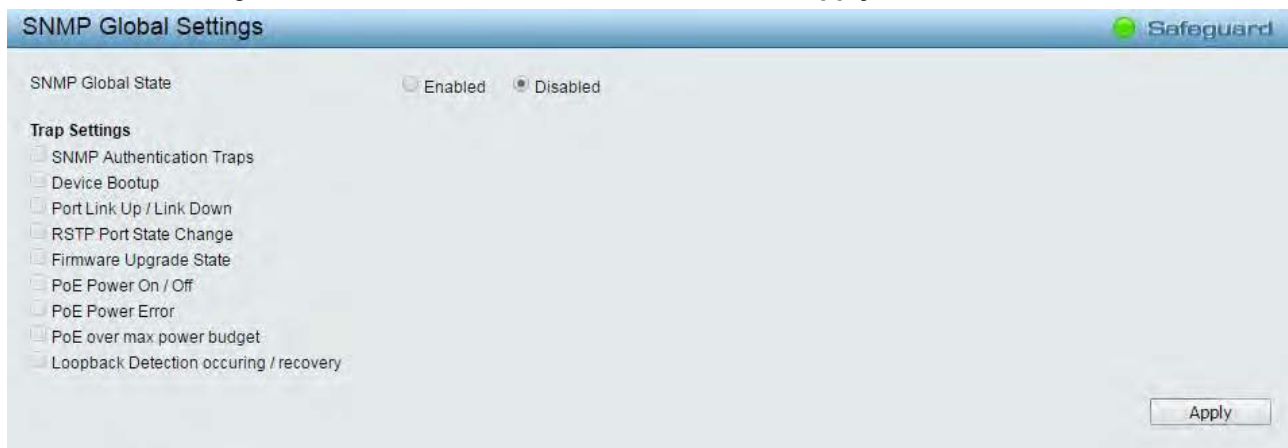 SNMP Global Settings
Safeguard
SNMP Global State Enabled Disabled
Trap Settings
SNMP Authentication Traps
Device Bootup
Port Link Up / Link Down
RSTP Port State Change
Firmware Upgrade State
PoE Power On / Off
PoE Power Error
PoE over max power budget
Loopback Detection occuring / recovery
Apply